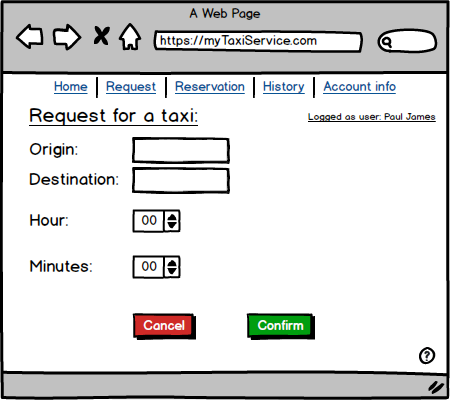 A Web Page
https://myTaxiService.com
Home Request Reservation History Account info
Request for a taxi:
Logged as user: Paul James
Origin:
Destination:
Hour: 00
Minutes: 00
Cancel Confirm
?